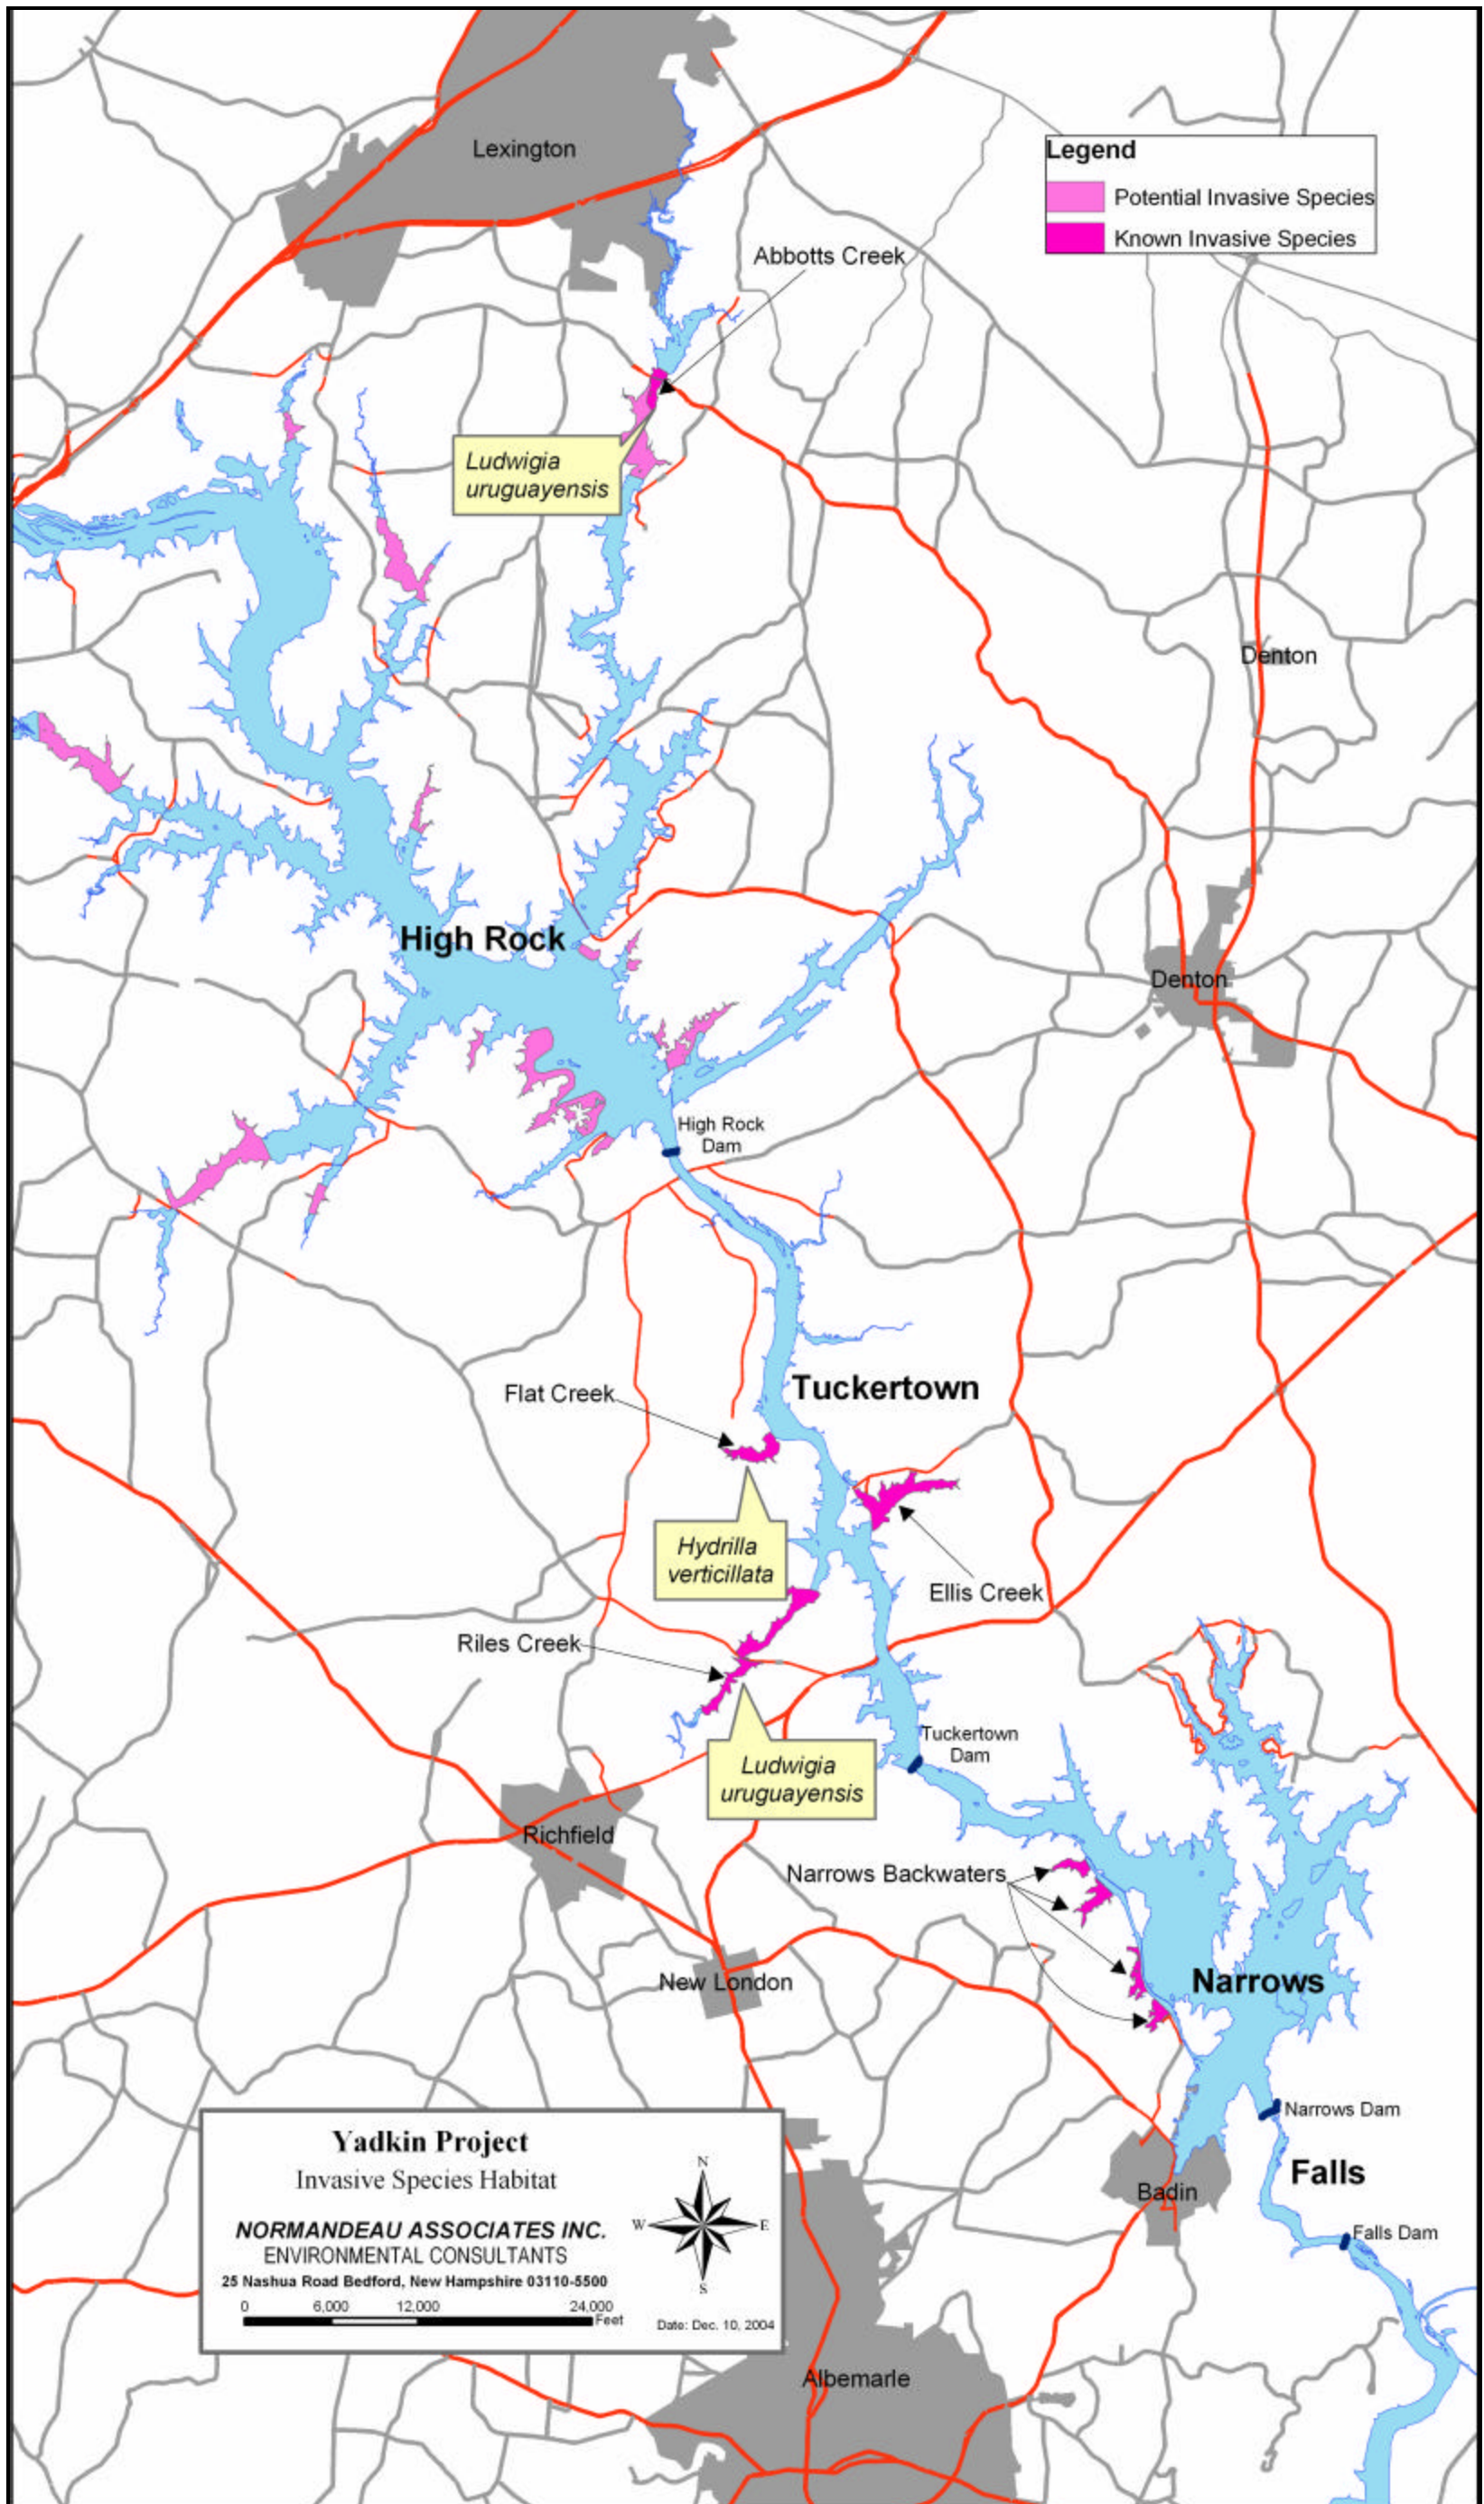 Lexington
Legend
Potential Invasive Species
Known Invasive Species
Abbotts Creek
Ludwigia
uruguayensis
Denton
High Rock
Denton
High Rock
Dam
Flat Creek
Tuckertown
Hydrilla
verticillata
Ellis Creek
Riles Creek
Tuckertown
Dam
Ludwigia
uruguayensis
Richfield
Narrows Backwaters
New London
Narrows
Narrows Dam
Falls
Badin
Falls Dam
Yadkin Project
Invasive Species Habitat
NORMANDEAU ASSOCIATES INC.
ENVIRONMENTAL CONSULTANTS
25 Nashua Road Bedford, New Hampshire 03110-5500
0 6,000 12,000 24,000
Feet
Date: Dec. 10, 2004
N
W E
S
Albemarle